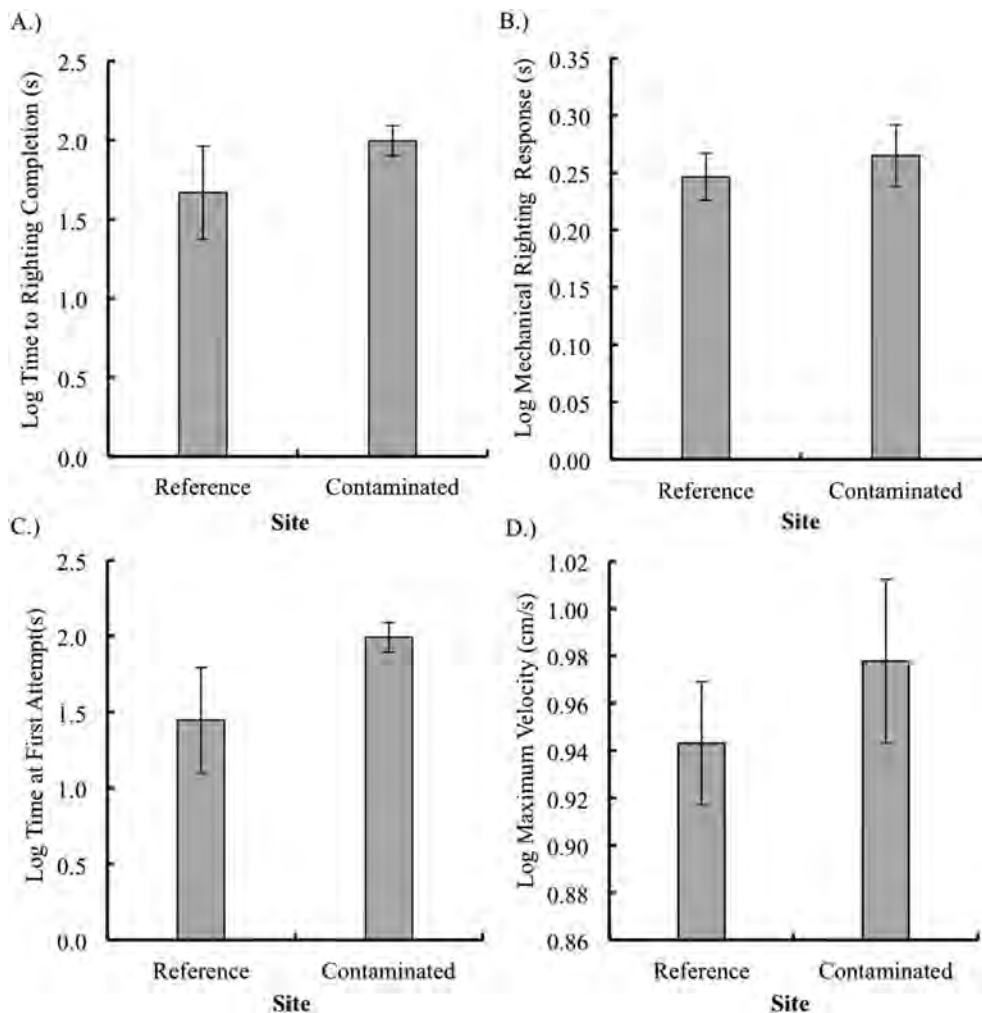 A.)
Log Time to Righting Completion (s)
2.5
2.0
1.5
1.0
0.5
0.0
Reference Contaminated
Site
B.)
Log Mechanical Righting Response (s)
0.35
0.30
0.25
0.20
0.15
0.10
0.05
0.00
Reference Contaminated
Site
C.)
Log Time at First Attempt(s)
2.5
2.0
1.5
1.0
0.5
0.0
Reference Contaminated
Site
D.)
Log Maximum Velocity (cm/s)
1.02
1.00
0.98
0.96
0.94
0.92
0.90
0.88
0.86
Reference Contaminated
Site